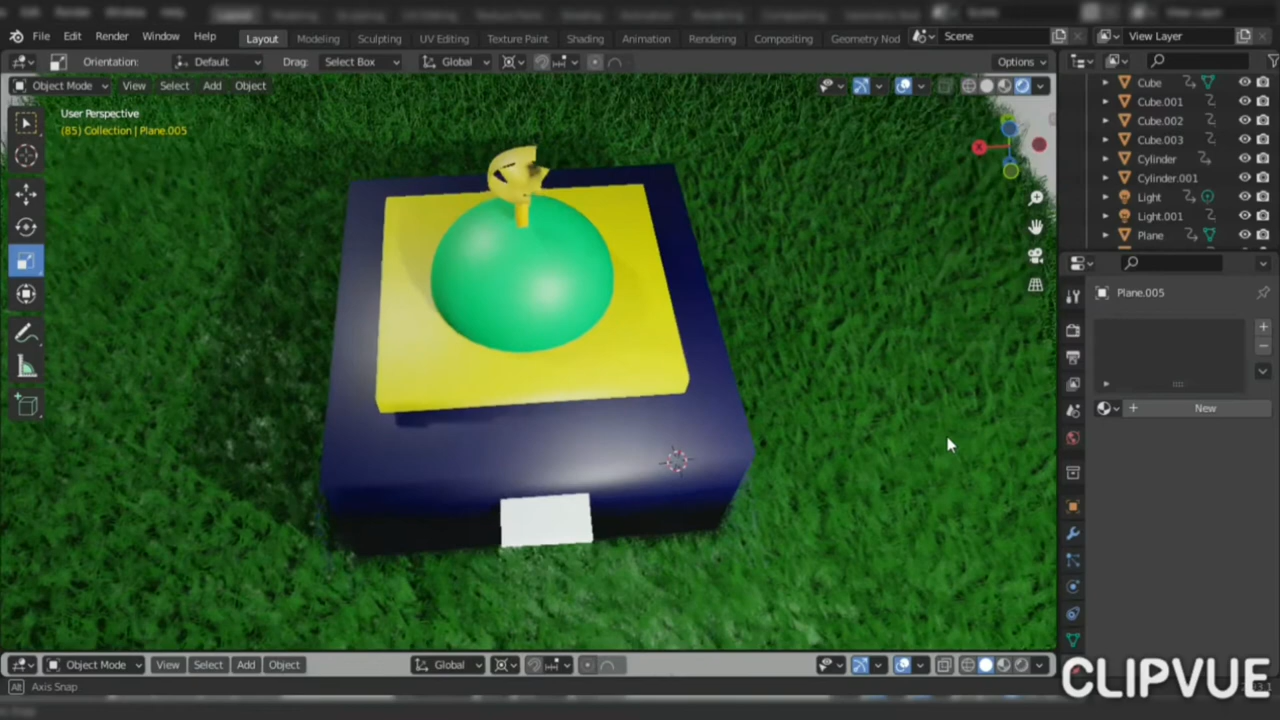 File Edit Render Window Help Layout Modeling Sculpting UV Editing Texture Paint Shading Animation Rendering Compositing Geometry Nod Scene View Layer
Orientation: Default Drag: Select Box Global Options
Object Mode View Select Add Object
User Perspective
(85) Collection | Plane.005
X
Cube
Cube.001
Cube.002
Cube.003
Cylinder
Cylinder.001
Light
Light.001
Plane
Plane.005
New
Object Mode View Select Add Object Global
Alt Axis Snap
CLIPVUE